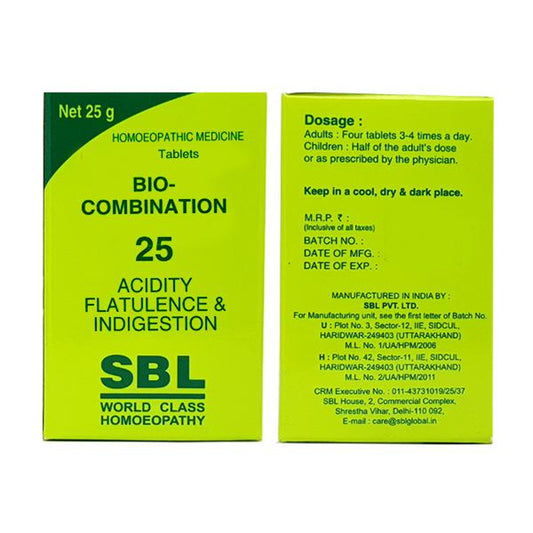 Net 25 g
HOMOEOPATHIC MEDICINE
Tablets
BIO-
COMBINATION
25
ACIDITY
FLATULENCE &
INDIGESTION
SBL
WORLD CLASS
HOMOEOPATHY
Dosage :
Adults : Four tablets 3-4 times a day.
Children : Half of the adult's dose
or as prescribed by the physician.
Keep in a cool, dry & dark place.
M.R.P. ₹ :
(Inclusive of all taxes)
BATCH NO. :
DATE OF MFG. :
DATE OF EXP. :
MANUFACTURED IN INDIA BY :
SBL PVT. LTD.
For Manufacturing unit, see the first letter of Batch No.
U : Plot No. 3, Sector-12, IIE, SIDCUL,
HARIDWAR-249403 (UTTARAKHAND)
M.L. No. 1/UA/HPM/2006
H : Plot No. 42, Sector-11, IIE, SIDCUL,
HARIDWAR-249403 (UTTARAKHAND)
M.L. No. 2/UA/HPM/2011
CRM Executive No. : 011-43731019/25/37
SBL House, 2, Commercial Complex,
Shrestha Vihar, Delhi-110 092,
E-mail : care@sblglobal.in